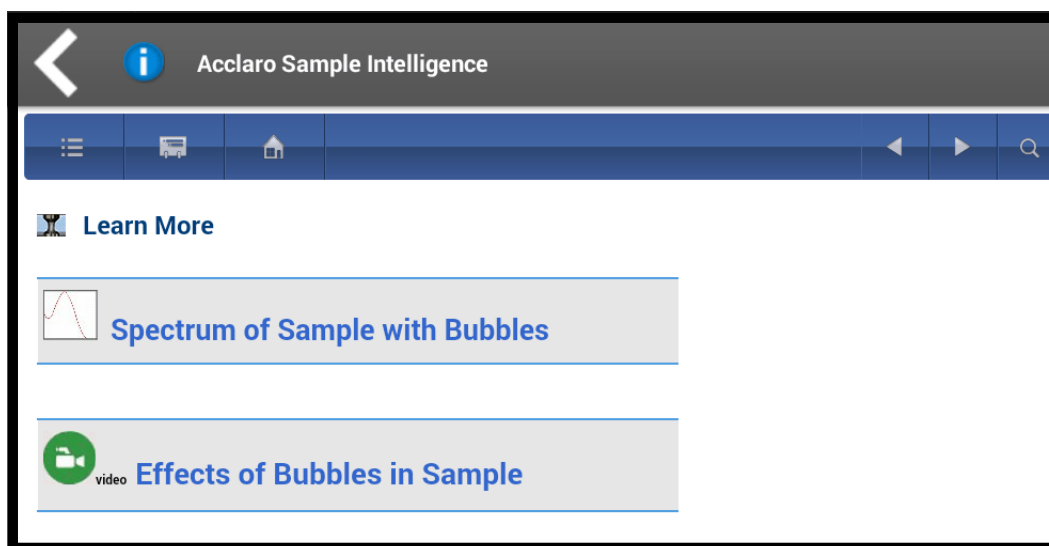 Acclaro Sample Intelligence
Learn More
Spectrum of Sample with Bubbles
video Effects of Bubbles in Sample